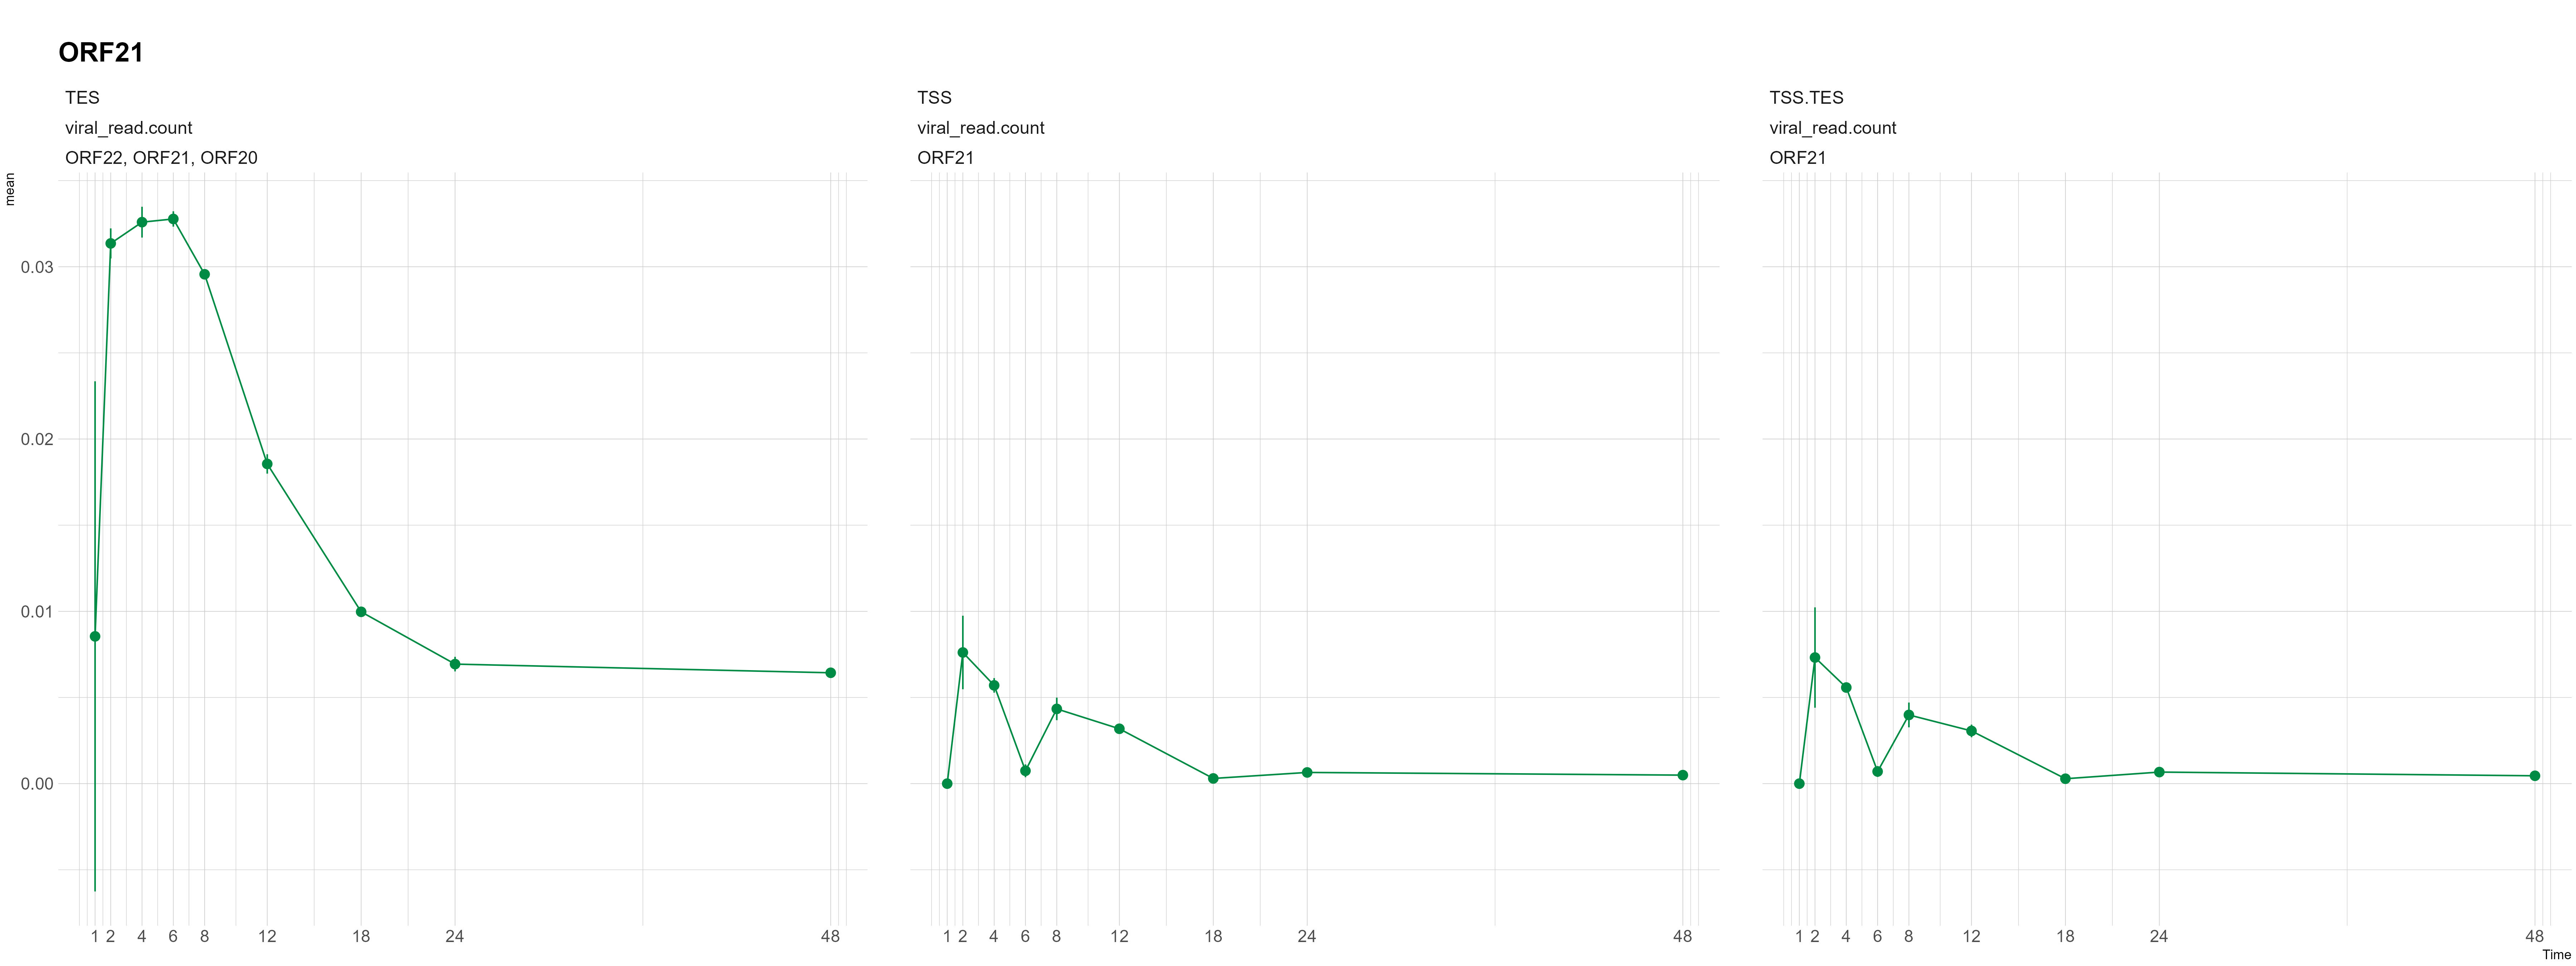 ORF21
TES
viral_read.count
ORF22, ORF21, ORF20
TSS
viral_read.count
ORF21
TSS.TES
viral_read.count
ORF21
mean
0.03
0.02
0.01
0.00
1 2 4 6 8 12 18 24 48
1 2 4 6 8 12 18 24 48
1 2 4 6 8 12 18 24 48
Time